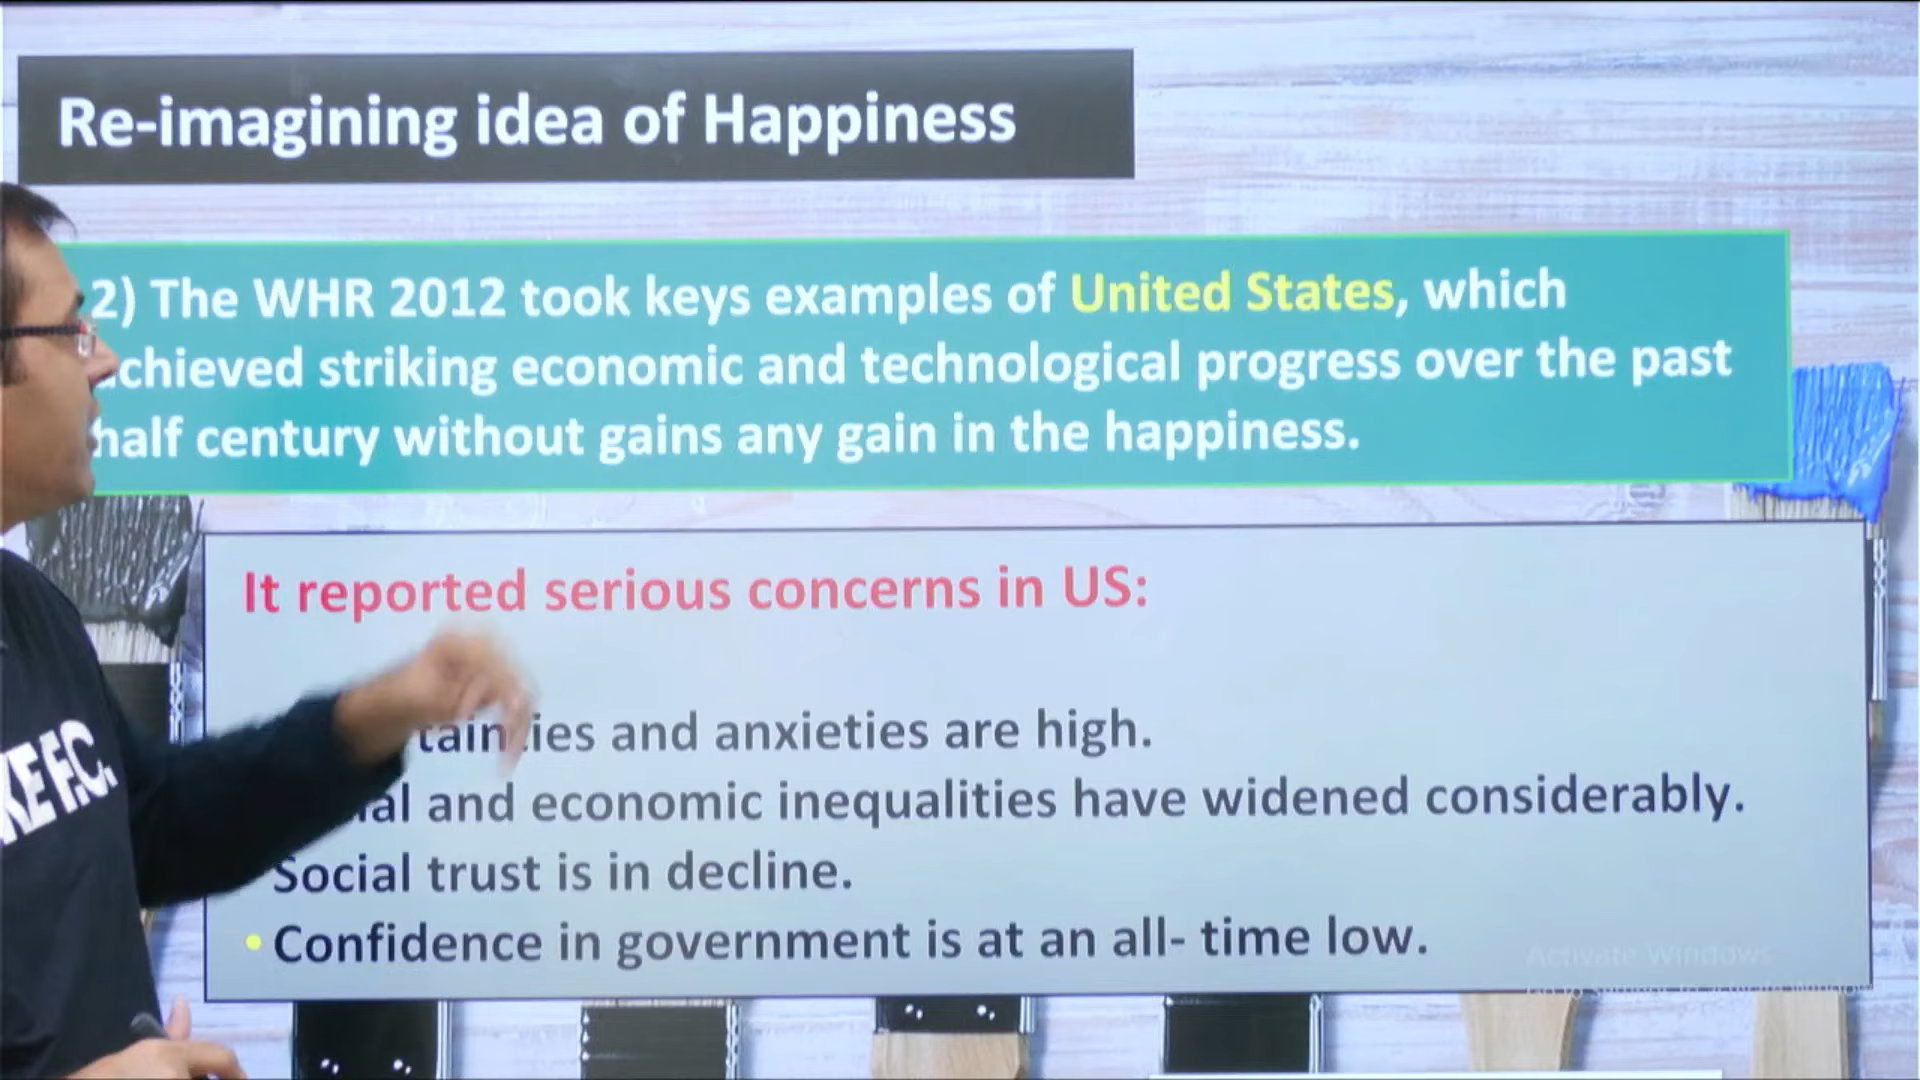 Re-imagining idea of Happiness
2) The WHR 2012 took keys examples of United States, which
achieved striking economic and technological progress over the past
half century without gains any gain in the happiness.
It reported serious concerns in US:
and anxieties are high.
and economic inequalities have widened considerably.
Social trust is in decline.
• Confidence in government is at an all- time low.
KE F.C.
Activate Windows